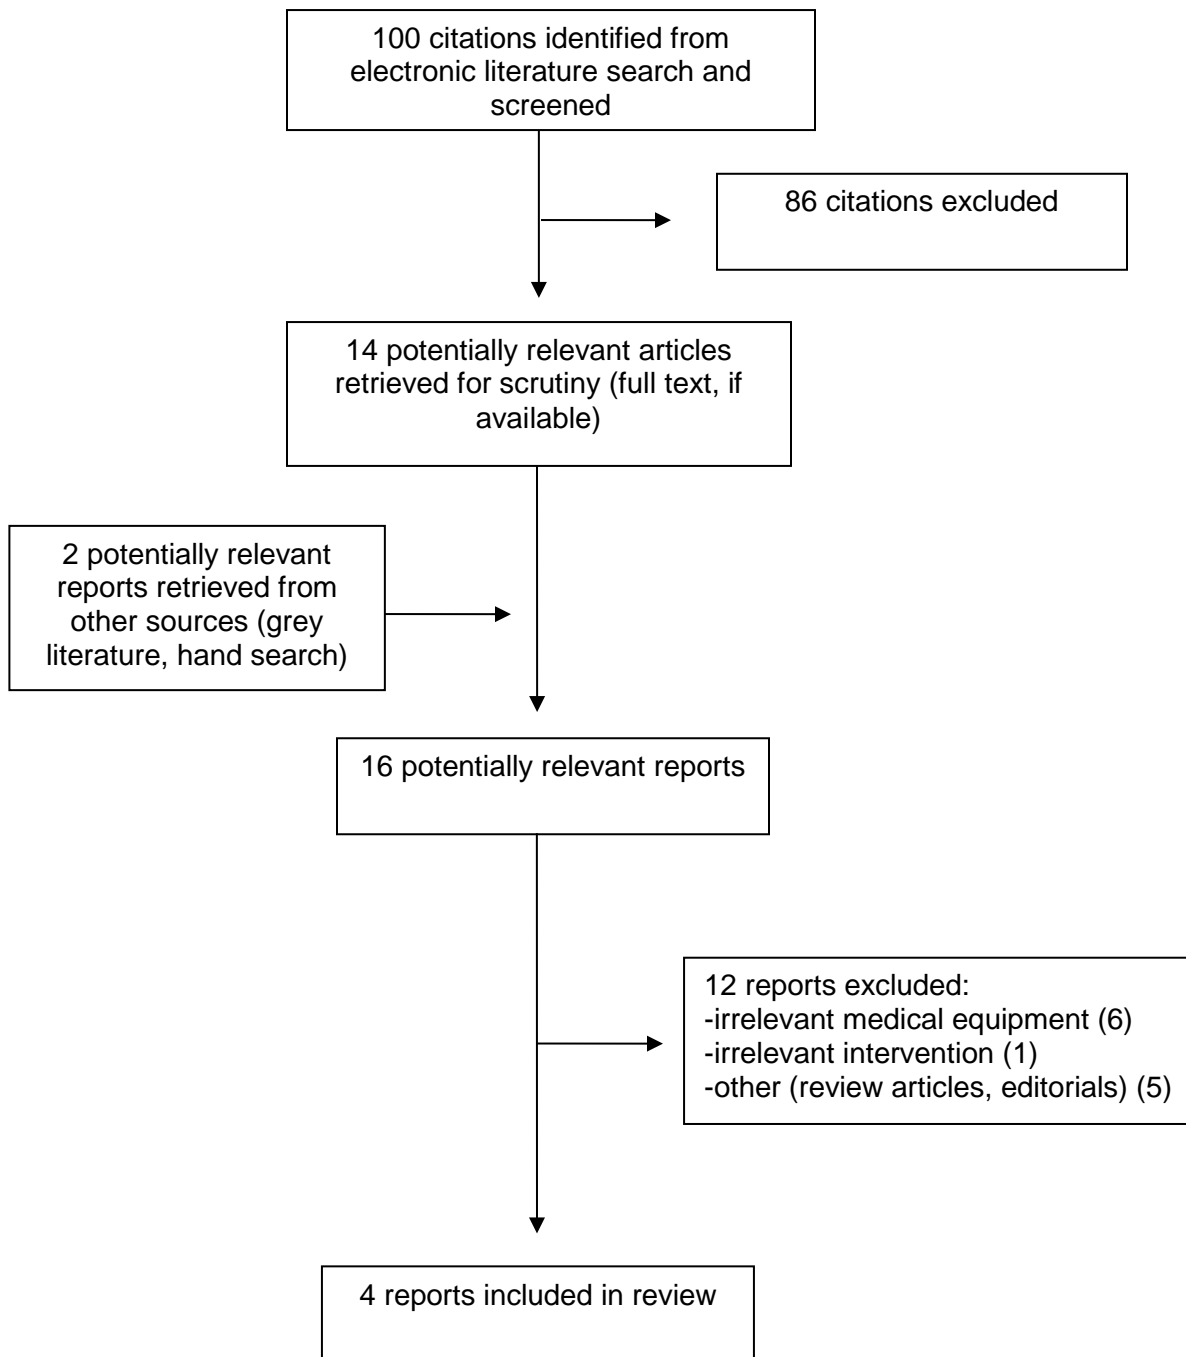 100 citations identified from
electronic literature search and
screened
86 citations excluded
14 potentially relevant articles
retrieved for scrutiny (full text, if
available)
2 potentially relevant
reports retrieved from
other sources (grey
literature, hand search)
16 potentially relevant reports
12 reports excluded:
-irrelevant medical equipment (6)
-irrelevant intervention (1)
-other (review articles, editorials) (5)
4 reports included in review